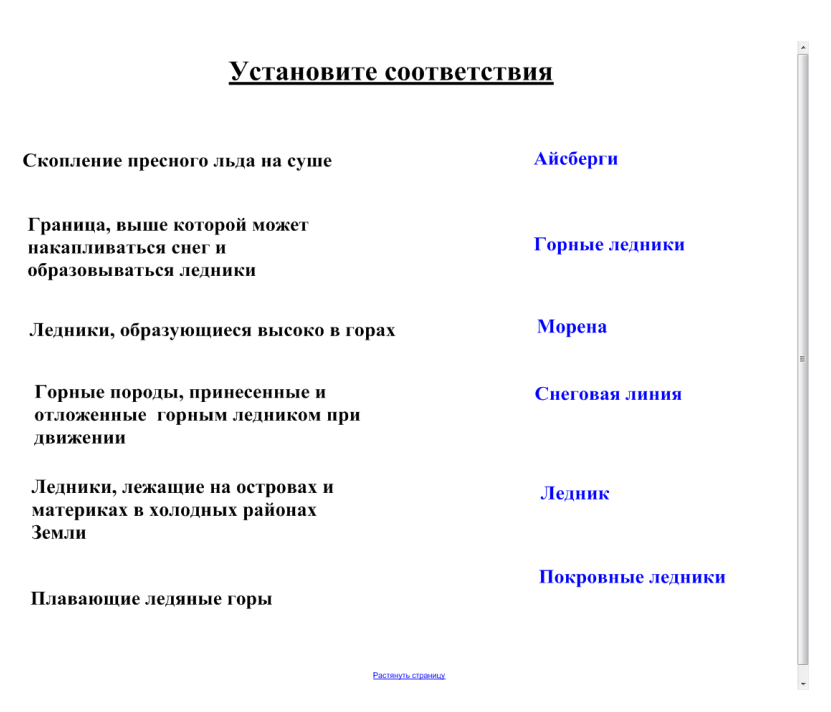 Установите соответствия
Скопление пресного льда на суше
Айсберги
Граница, выше которой может
накапливаться снег и
образовываться ледники
Горные ледники
Ледники, образующиеся высоко в горах
Морена
Горные породы, принесенные и
отложенные горным ледником при
движении
Снеговая линия
Ледники, лежащие на островах и
материках в холодных районах
Земли
Ледник
Покровные ледники
Плавающие ледяные горы
Растянуть страницу